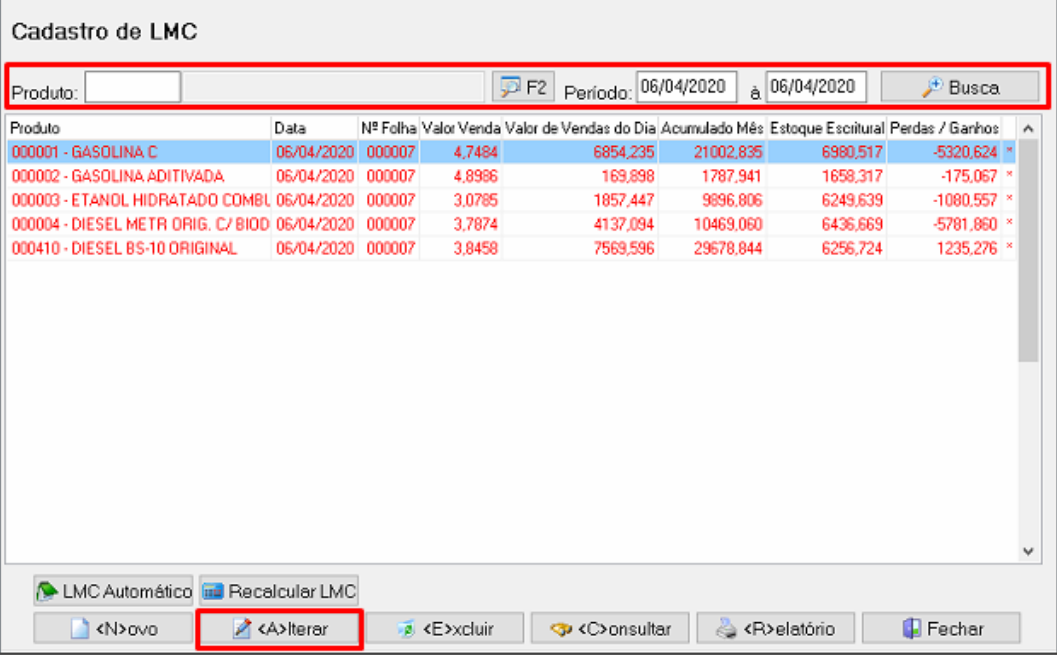 Cadastro de LMC
Produto: F2 Período: 06/04/2020 à 06/04/2020 Busca
Produto Data Nº Folha Valor Venda Valor de Vendas do Dia Acumulado Mês Estoque Escritural Perdas / Ganhos
000001 - GASOLINA C 06/04/2020 000007 4,7484 6854,235 21002,835 6980,517 -5320,624 *
000002 - GASOLINA ADITIVADA 06/04/2020 000007 4,8986 169,898 1787,941 1658,317 -175,067 *
000003 - ETANOL HIDRATADO COMBU 06/04/2020 000007 3,0785 1857,447 9896,806 6249,639 -1080,557 *
000004 - DIESEL METR ORIG. C/ BIOD 06/04/2020 000007 3,7874 4137,094 10469,060 6436,669 -5781,860 *
000410 - DIESEL BS-10 ORIGINAL 06/04/2020 000007 3,8458 7569,596 29678,844 6256,724 1235,276 *
LMC Automático Recalcular LMC
<N>ovo <A>lterar <E>xcluir <C>onsultar <R>elatório Fechar